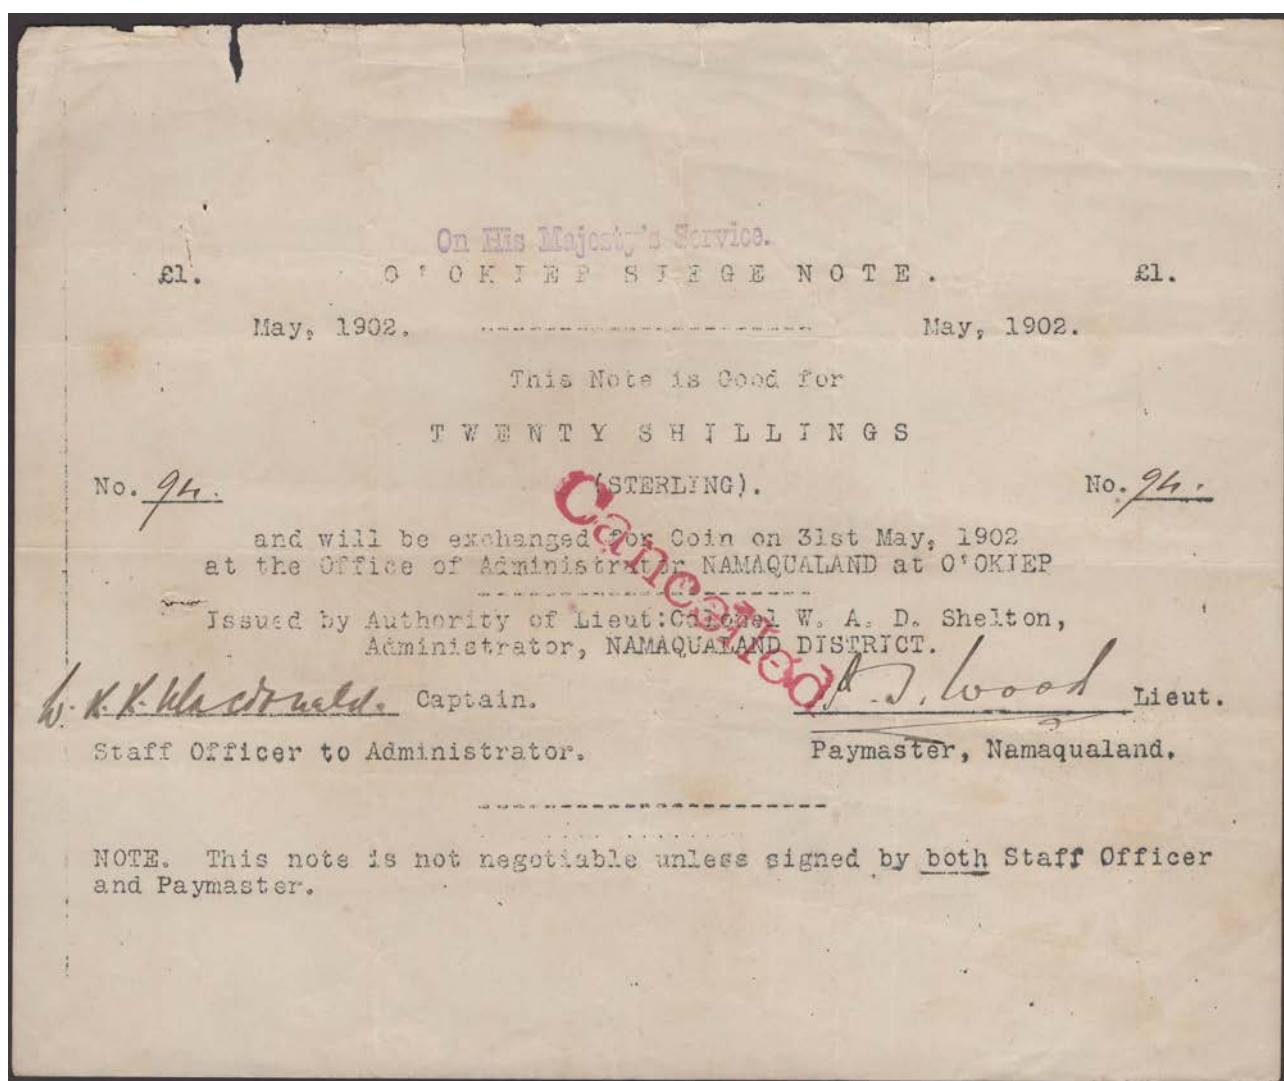 On His Majesty's Service.
£1. O'OKIEP SIEGE NOTE. £1.
May, 1902. May, 1902.
This Note is Good for
TWENTY SHILLINGS
No. 94. (STERLING). No. 94.
Cancelled
and will be exchanged for Coin on 31st May, 1902
at the Office of Administrator NAMAQUALAND at O'OKIEP
Issued by Authority of Lieut:Colonel W. A. D. Shelton,
Administrator, NAMAQUALAND DISTRICT.
W. K. K. Macdonald. Captain. Wood Lieut.
Staff Officer to Administrator. Paymaster, Namaqualand.
NOTE. This note is not negotiable unless signed by both Staff Officer
and Paymaster.